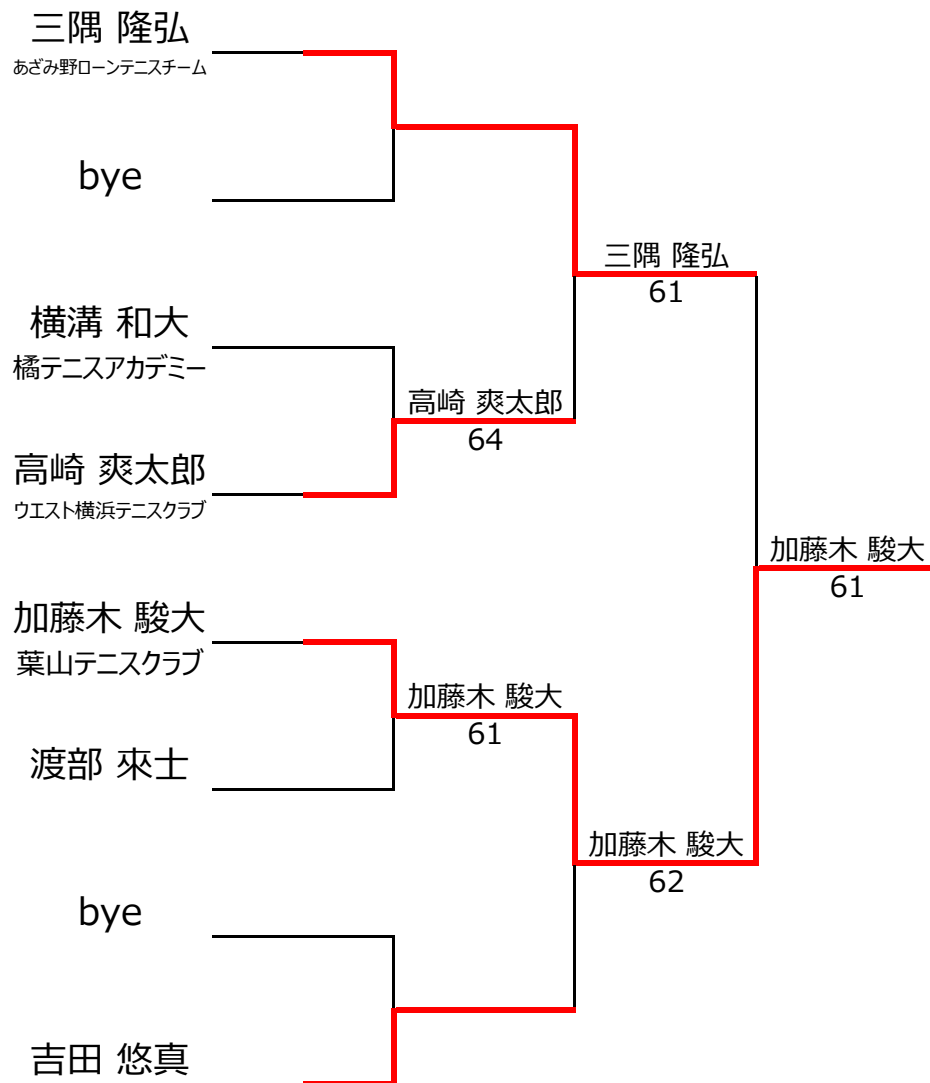 三隅 隆弘
あざみ野ローンテニスチーム
bye
三隅 隆弘
61
横溝 和大
橘テニスアカデミー
高崎 爽太郎
64
高崎 爽太郎
ウエスト横浜テニスクラブ
加藤木 駿大
61
加藤木 駿大
葉山テニスクラブ
加藤木 駿大
61
渡部 來士
加藤木 駿大
62
bye
吉田 悠真